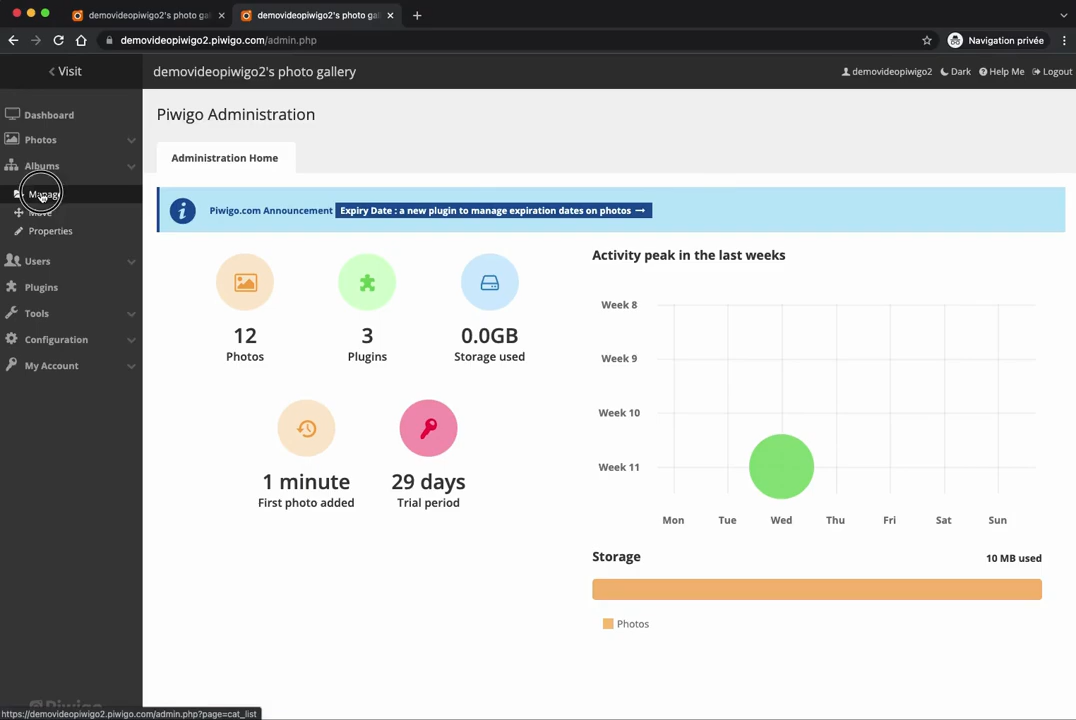 demovideopiwigo2's photo ga
demovideopiwigo2's photo gal
demovideopiwigo2.piwigo.com/admin.php
Navigation privée
Visit
demovideopiwigo2's photo gallery
demovideopiwigo2
Dark
Help Me
Logout
Dashboard
Photos
Albums
Manage
Move
Properties
Users
Plugins
Tools
Configuration
My Account
Piwigo
Piwigo Administration
Administration Home
Piwigo.com Announcement Expiry Date : a new plugin to manage expiration dates on photos →
12
Photos
3
Plugins
0.0GB
Storage used
1 minute
First photo added
29 days
Trial period
Activity peak in the last weeks
Week 8
Week 9
Week 10
Week 11
Mon Tue Wed Thu Fri Sat Sun
Storage
10 MB used
Photos
https://demovideopiwigo2.piwigo.com/admin.php?page=cat_list